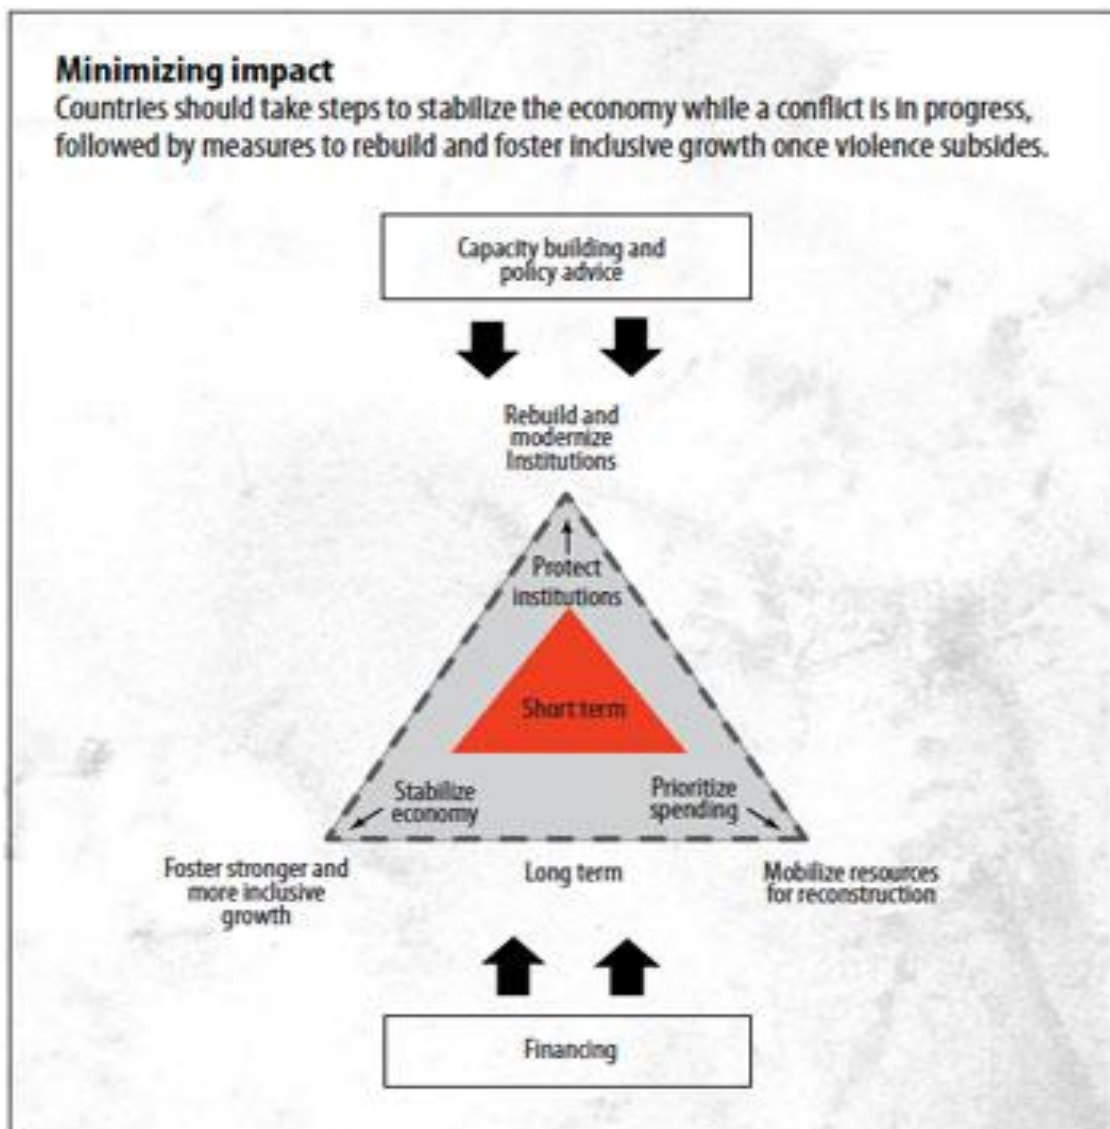 Minimizing impact
Countries should take steps to stabilize the economy while a conflict is in progress,
followed by measures to rebuild and foster inclusive growth once violence subsides.
Capacity building and
policy advice
Rebuild and
modernize
Institutions
Protect
institutions
Short term
Stabilize
economy
Prioritize
spending
Foster stronger and
more inclusive
growth
Long term
Mobilize resources
for reconstruction
Financing